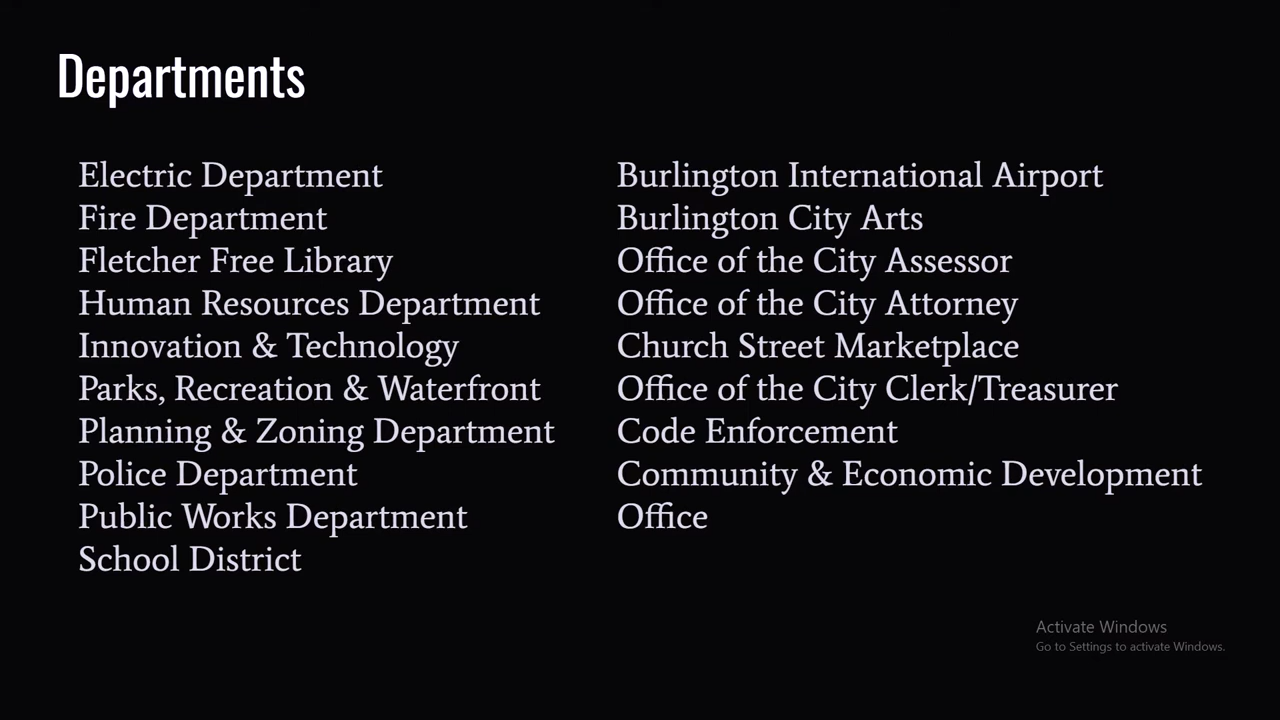 Departments
Electric Department
Fire Department
Fletcher Free Library
Human Resources Department
Innovation & Technology
Parks, Recreation & Waterfront
Planning & Zoning Department
Police Department
Public Works Department
School District
Burlington International Airport
Burlington City Arts
Office of the City Assessor
Office of the City Attorney
Church Street Marketplace
Office of the City Clerk/Treasurer
Code Enforcement
Community & Economic Development
Office
Activate Windows
Go to Settings to activate Windows.